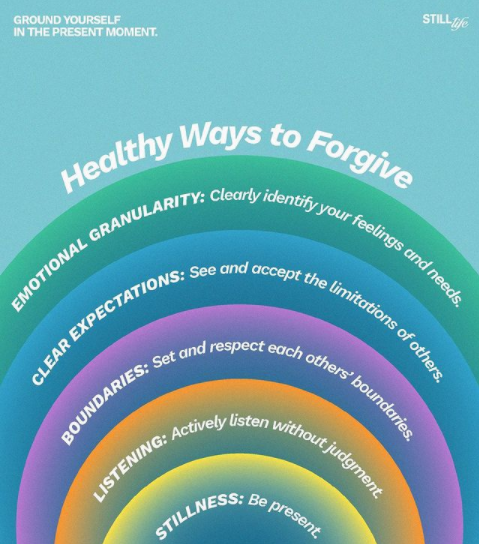 GROUND YOURSELF
IN THE PRESENT MOMENT.
STILL life
Healthy Ways to Forgive
EMOTIONAL GRANULARITY: Clearly identify your feelings and needs.
CLEAR EXPECTATIONS: See and accept the limitations of others.
BOUNDARIES: Set and respect each others' boundaries.
LISTENING: Actively listen without judgment.
STILLNESS: Be present.